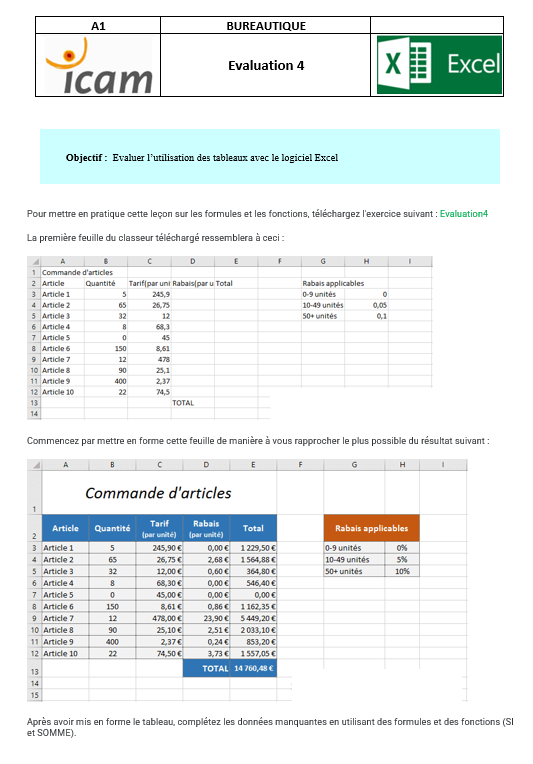 A1 BUREAUTIQUE
icam Evaluation 4 X Excel
Objectif : Evaluer l'utilisation des tableaux avec le logiciel Excel
Pour mettre en pratique cette leçon sur les formules et les fonctions, téléchargez l'exercice suivant : Evaluation4
La première feuille du classeur téléchargé ressemblera à ceci :
A B C D E F G H I
1 Commande d'articles
2 Article Quantité Tarif(par uni Rabais(par u Total Rabais applicables
3 Article 1 5 245,9 0-9 unités 0
4 Article 2 65 26,75 10-49 unités 0,05
5 Article 3 32 12 50+ unités 0,1
6 Article 4 8 68,3
7 Article 5 0 45
8 Article 6 150 8,61
9 Article 7 12 478
10 Article 8 90 25,1
11 Article 9 400 2,37
12 Article 10 22 74,5
13 TOTAL
14
Commencez par mettre en forme cette feuille de manière à vous rapprocher le plus possible du résultat suivant :
A B C D E F G H I
1 Commande d'articles
2 Article Quantité Tarif (par unité) Rabais (par unité) Total Rabais applicables
3 Article 1 5 245,90 € 0,00 € 1 229,50 € 0-9 unités 0%
4 Article 2 65 26,75 € 2,68 € 1 564,88 € 10-49 unités 5%
5 Article 3 32 12,00 € 0,60 € 364,80 € 50+ unités 10%
6 Article 4 8 68,30 € 0,00 € 546,40 €
7 Article 5 0 45,00 € 0,00 € 0,00 €
8 Article 6 150 8,61 € 0,86 € 1 162,35 €
9 Article 7 12 478,00 € 23,90 € 5 449,20 €
10 Article 8 90 25,10 € 2,51 € 2 033,10 €
11 Article 9 400 2,37 € 0,24 € 853,20 €
12 Article 10 22 74,50 € 3,73 € 1 557,05 €
13 TOTAL 14 760,48 €
14
15
Après avoir mis en forme le tableau, complétez les données manquantes en utilisant des formules et des fonctions (SI
et SOMME).